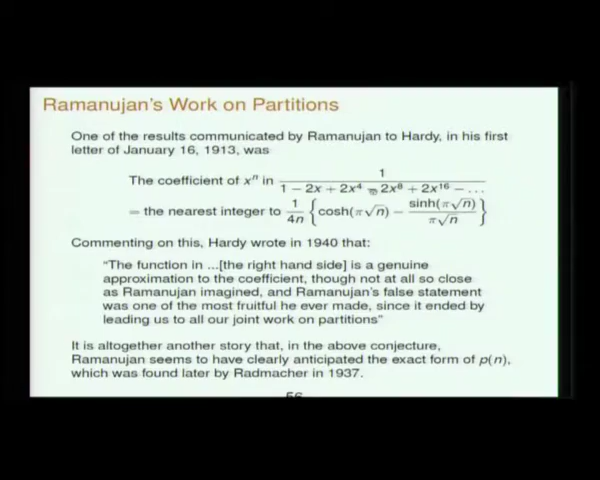 Ramanujan's Work on Partitions
One of the results communicated by Ramanujan to Hardy, in his first
letter of January 16, 1913, was
The coefficient of xⁿ in 1 / (1 − 2x + 2x⁴ − 2x⁸ + 2x¹⁶ − ...)
= the nearest integer to 1/4n { cosh(π√n) − sinh(π√n)/π√n }
Commenting on this, Hardy wrote in 1940 that:
"The function in ...[the right hand side] is a genuine
approximation to the coefficient, though not at all so close
as Ramanujan imagined, and Ramanujan's false statement
was one of the most fruitful he ever made, since it ended by
leading us to all our joint work on partitions"
It is altogether another story that, in the above conjecture,
Ramanujan seems to have clearly anticipated the exact form of p(n),
which was found later by Radmacher in 1937.
56